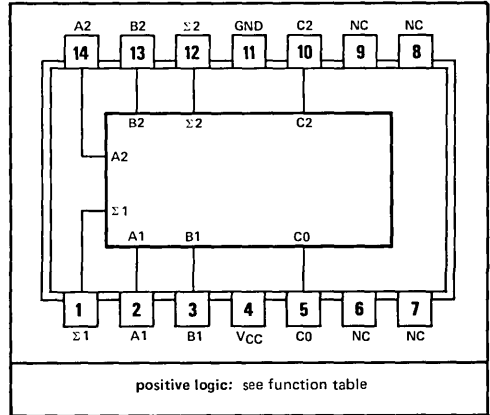 A2 B2 Σ2 GND C2 NC NC
14 13 12 11 10 9 8
B2 Σ2 C2
A2
Σ1
A1 B1 C0
1 2 3 4 5 6 7
Σ1 A1 B1 VCC C0 NC NC
positive logic: see function table